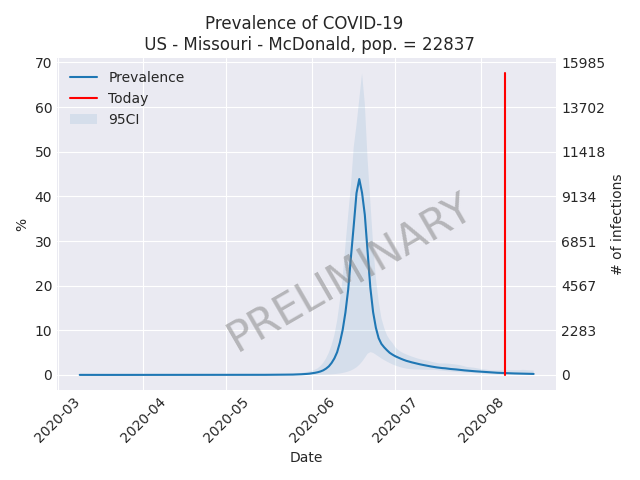 Prevalence of COVID-19
US - Missouri - McDonald, pop. = 22837
Prevalence
Today
95CI
70
60
50
40
30
20
10
0
%
15985
13702
11418
9134
6851
4567
2283
0
# of infections
PRELIMINARY
2020-03
2020-04
2020-05
2020-06
2020-07
2020-08
Date